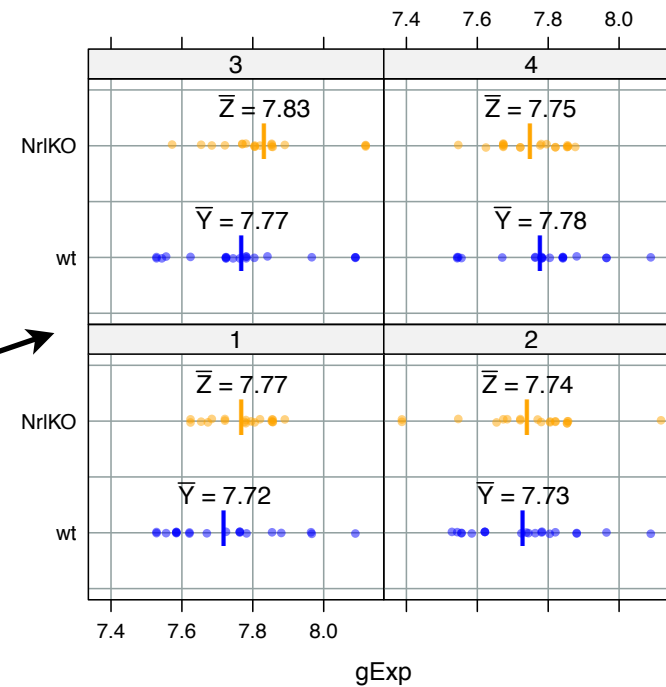 7.4 7.6 7.8 8.0
3 4
Z̅ = 7.83 Z̅ = 7.75
NrlKO
Y̅ = 7.77 Y̅ = 7.78
wt
1 2
Z̅ = 7.77 Z̅ = 7.74
NrlKO
Y̅ = 7.72 Y̅ = 7.73
wt
7.4 7.6 7.8 8.0
gExp